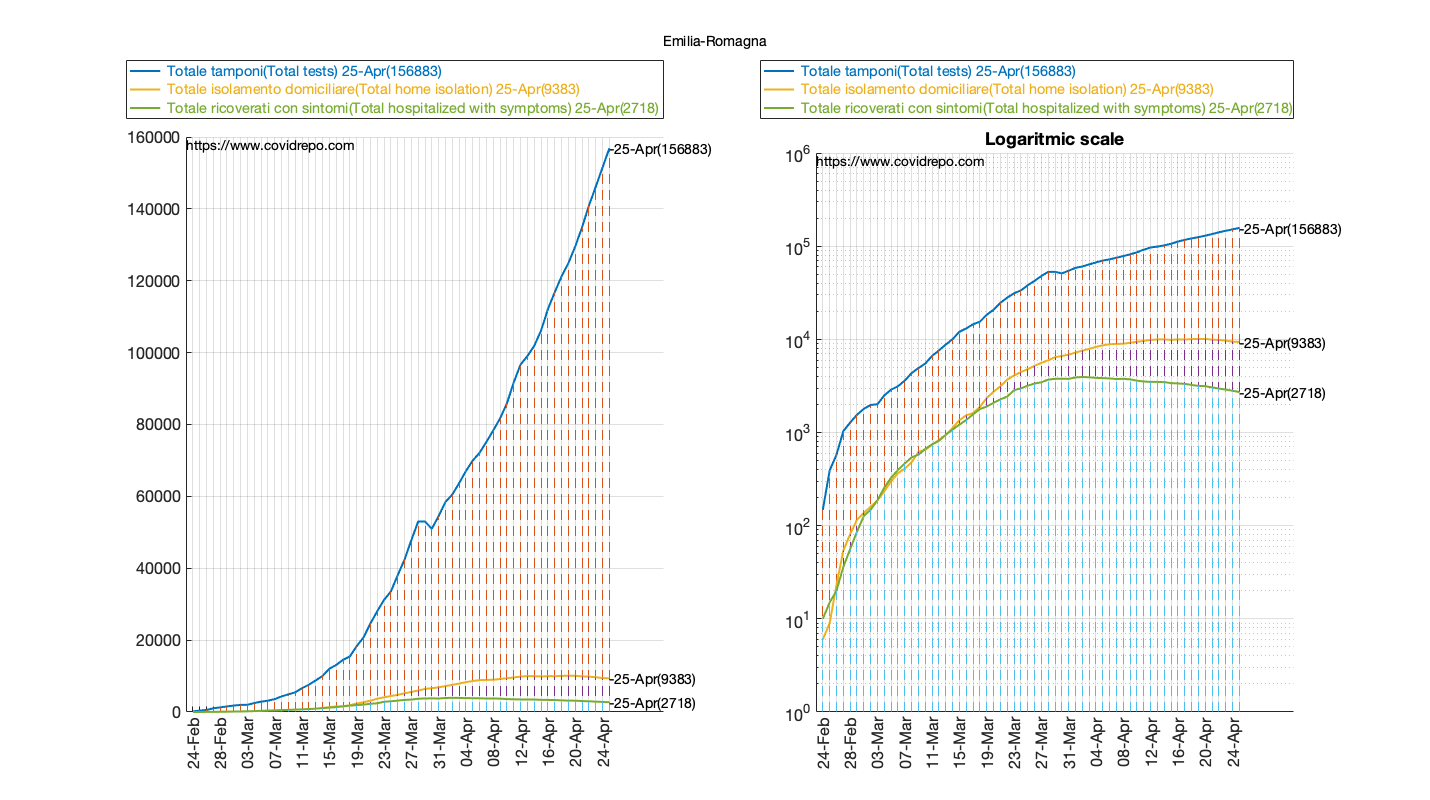 Emilia-Romagna
Totale tamponi(Total tests) 25-Apr(156883)
Totale isolamento domiciliare(Total home isolation) 25-Apr(9383)
Totale ricoverati con sintomi(Total hospitalized with symptoms) 25-Apr(2718)
160000
140000
120000
100000
80000
60000
40000
20000
0
https://www.covidrepo.com
25-Apr(156883)
25-Apr(9383)
25-Apr(2718)
24-Feb
28-Feb
03-Mar
07-Mar
11-Mar
15-Mar
19-Mar
23-Mar
27-Mar
31-Mar
04-Apr
08-Apr
12-Apr
16-Apr
20-Apr
24-Apr
Totale tamponi(Total tests) 25-Apr(156883)
Totale isolamento domiciliare(Total home isolation) 25-Apr(9383)
Totale ricoverati con sintomi(Total hospitalized with symptoms) 25-Apr(2718)
Logaritmic scale
10^6
10^5
10^4
10^3
10^2
10^1
10^0
https://www.covidrepo.com
25-Apr(156883)
25-Apr(9383)
25-Apr(2718)
24-Feb
28-Feb
03-Mar
07-Mar
11-Mar
15-Mar
19-Mar
23-Mar
27-Mar
31-Mar
04-Apr
08-Apr
12-Apr
16-Apr
20-Apr
24-Apr